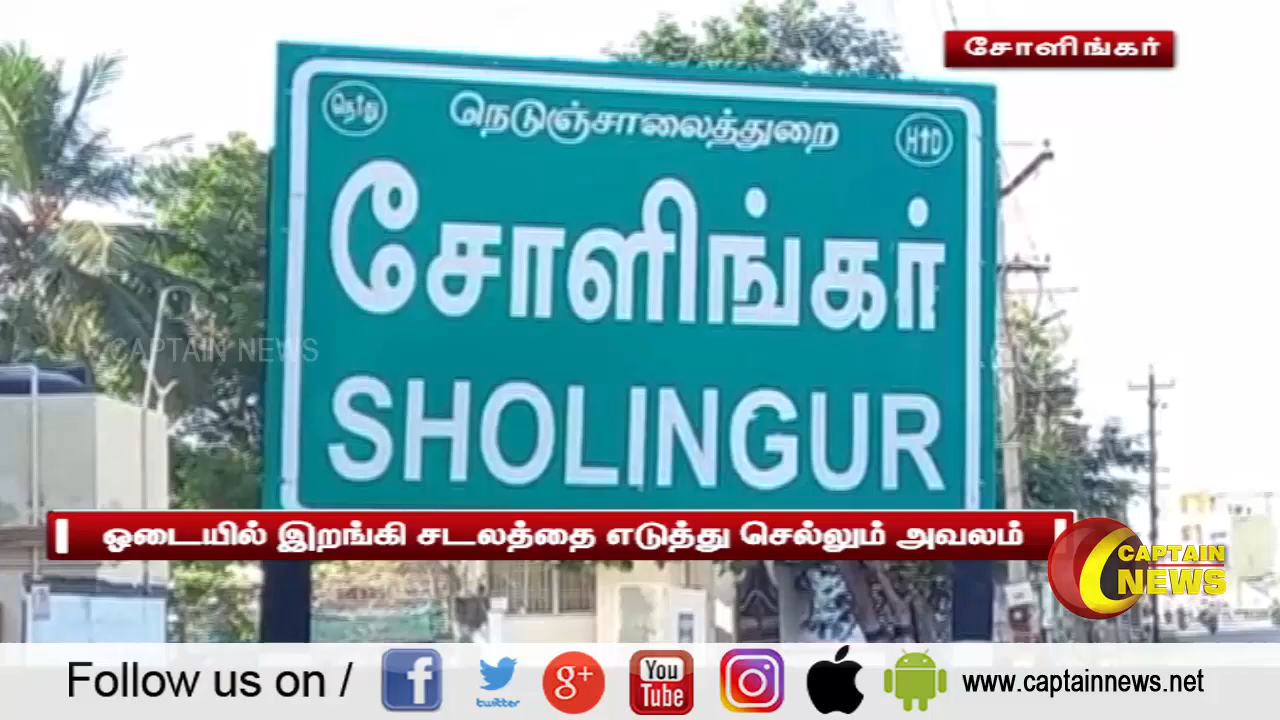 சோளிங்கர்
நெ↑து
நெடுஞ்சாலைத்துறை
H↑D
சோளிங்கர்
CAPTAIN NEWS
SHOLINGUR
ஓடையில் இறங்கி சடலத்தை எடுத்து செல்லும் அவலம்
CAPTAIN
NEWS
Follow us on /
twitter
g+
You
Tube
www.captainnews.net